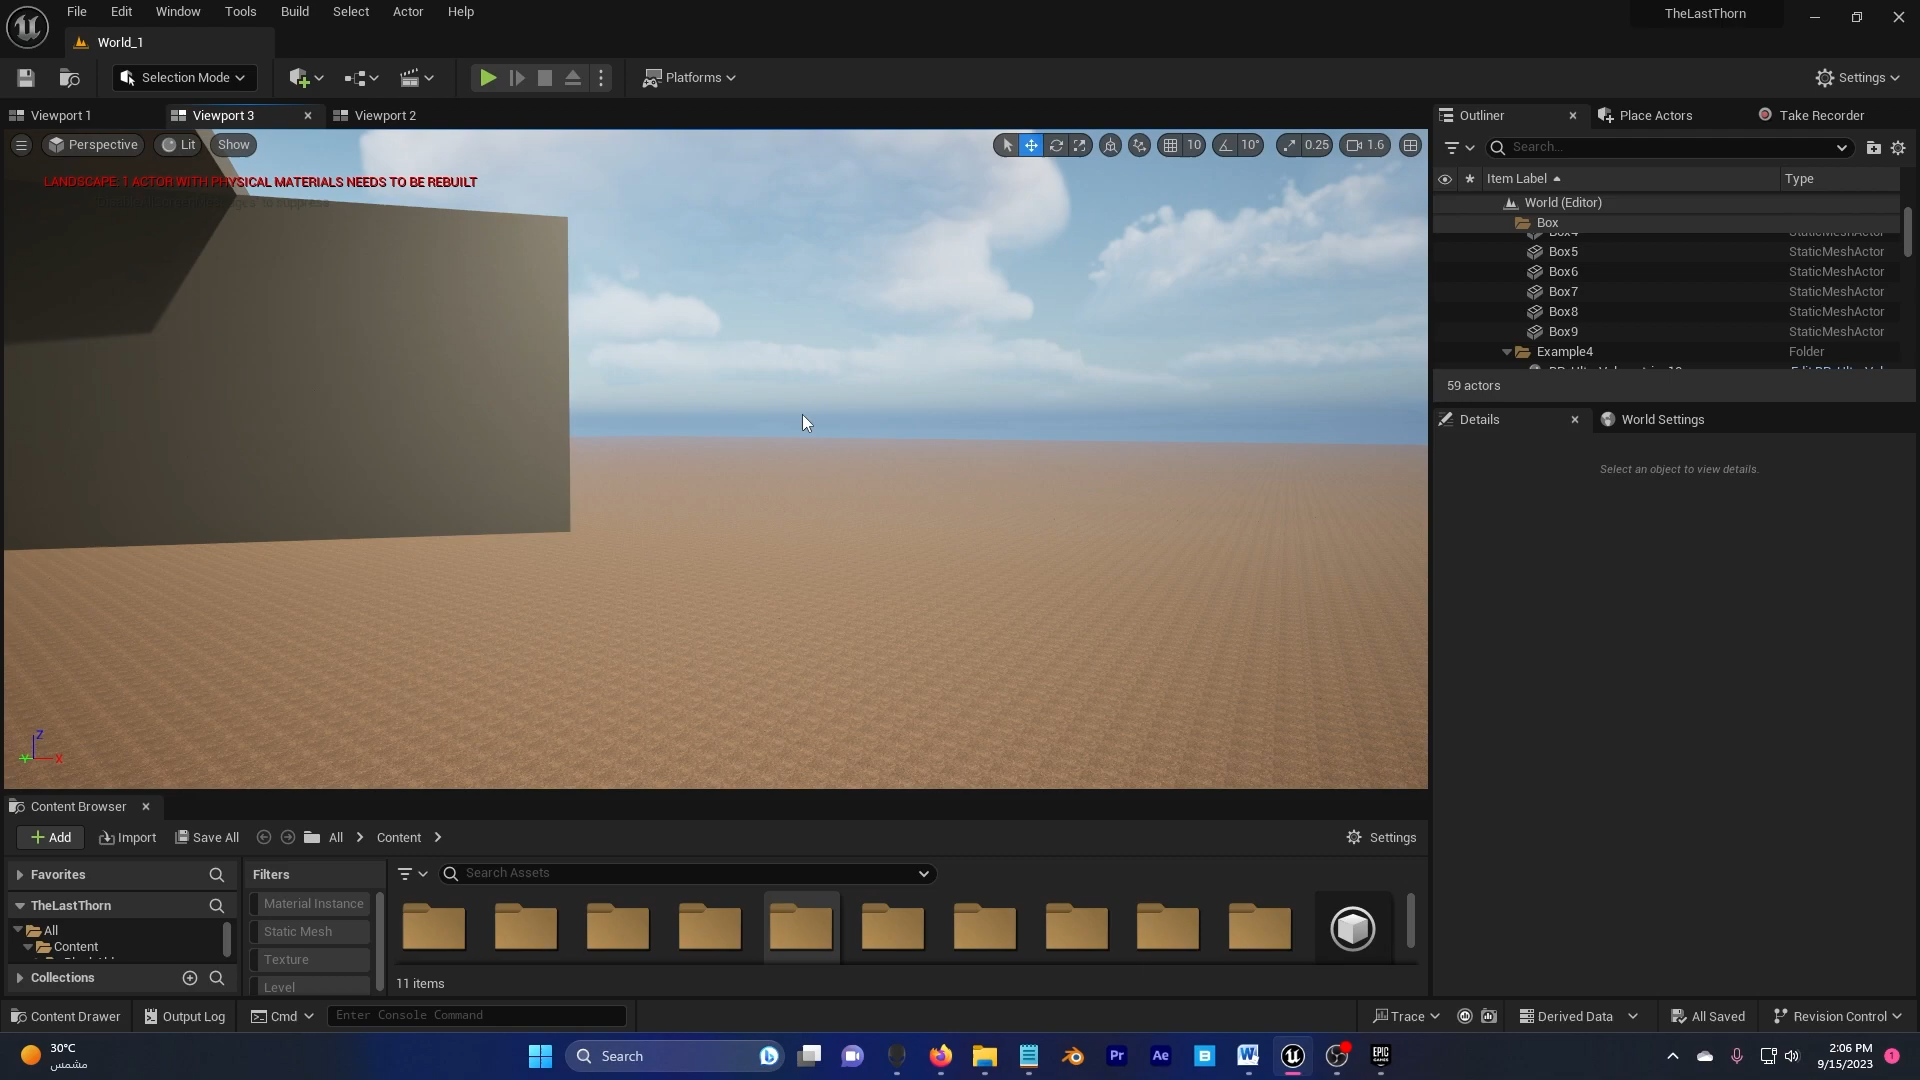 File Edit Window Tools Build Select Actor Help
TheLastThorn
World_1
Selection Mode
Platforms
Settings
Viewport 1
Viewport 3
Viewport 2
Outliner
Place Actors
Take Recorder
Perspective
Lit
Show
10
10°
0.25
1.6
Search...
LANDSCAPE: 1 ACTOR WITH PHYSICAL MATERIALS NEEDS TO BE REBUILT
Item Label
Type
World (Editor)
Box
Box4 StaticMeshActor
Box5 StaticMeshActor
Box6 StaticMeshActor
Box7 StaticMeshActor
Box8 StaticMeshActor
Box9 StaticMeshActor
Example4 Folder
59 actors
Details
World Settings
Select an object to view details.
Z
Y X
Content Browser
Add
Import
Save All
All
Content
Settings
Favorites
Filters
Search Assets
TheLastThorn
Material Instance
All
Static Mesh
Content
Texture
Collections
Level
11 items
Content Drawer
Output Log
Cmd
Enter Console Command
Trace
Derived Data
All Saved
Revision Control
30°C
مشمس
Search
Pr
Ae
B
W
EPIC GAMES
2:06 PM
9/15/2023
1